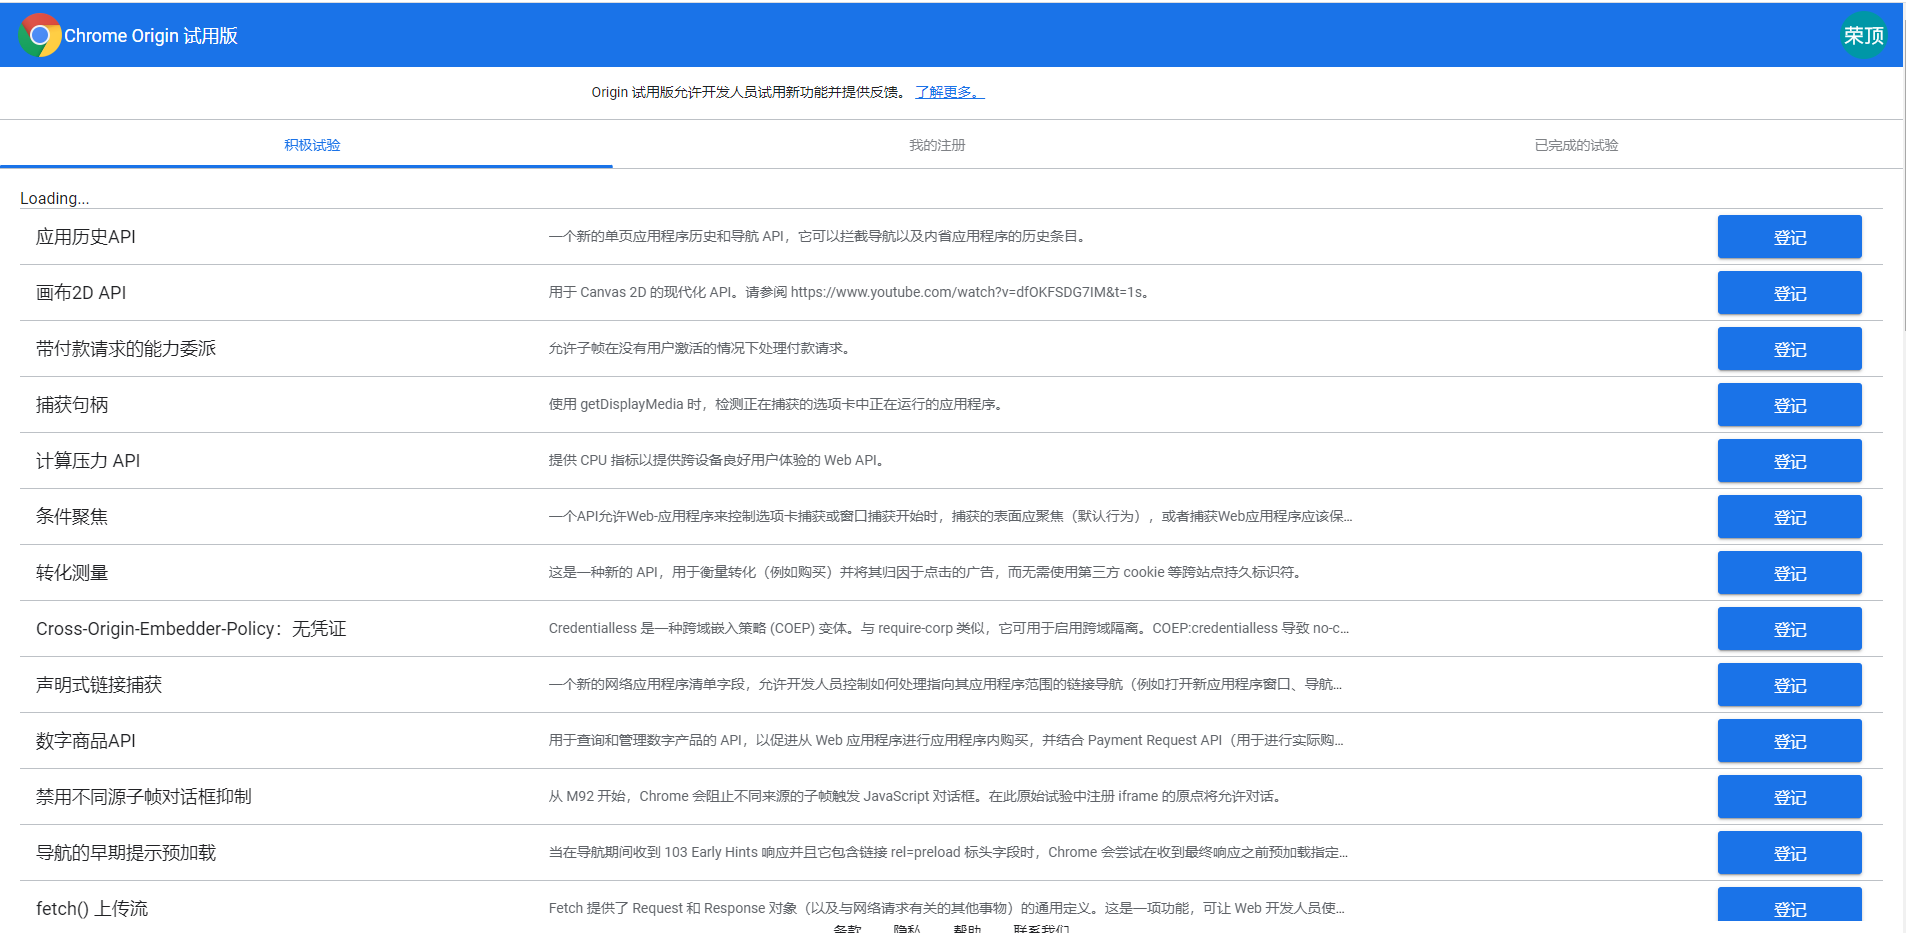 Chrome Origin 试用版
荣顶
Origin 试用版允许开发人员试用新功能并提供反馈。 了解更多。
积极试验 我的注册 已完成的试验
Loading...
应用历史API 一个新的单页应用程序历史和导航 API，它可以拦截导航以及内省应用程序的历史条目。 登记
画布2D API 用于 Canvas 2D 的现代化 API。请参阅 https://www.youtube.com/watch?v=dfOKFSDG7IM&t=1s。 登记
带付款请求的能力委派 允许子帧在没有用户激活的情况下处理付款请求。 登记
捕获句柄 使用 getDisplayMedia 时，检测正在捕获的选项卡中正在运行的应用程序。 登记
计算压力 API 提供 CPU 指标以提供跨设备良好用户体验的 Web API。 登记
条件聚焦 一个API允许Web-应用程序来控制选项卡捕获或窗口捕获开始时，捕获的表面应聚焦（默认行为），或者捕获Web应用程序应该保... 登记
转化测量 这是一种新的 API，用于衡量转化（例如购买）并将其归因于点击的广告，而无需使用第三方 cookie 等跨站点持久标识符。 登记
Cross-Origin-Embedder-Policy：无凭证 Credentialless 是一种跨域嵌入策略 (COEP) 变体。与 require-corp 类似，它可用于启用跨域隔离。COEP:credentialless 导致 no-c... 登记
声明式链接捕获 一个新的网络应用程序清单字段，允许开发人员控制如何处理指向其应用程序范围的链接导航（例如打开新应用程序窗口、导航... 登记
数字商品API 用于查询和管理数字产品的 API，以促进从 Web 应用程序进行应用程序内购买，并结合 Payment Request API（用于进行实际购... 登记
禁用不同源子帧对话框抑制 从 M92 开始，Chrome 会阻止不同来源的子帧触发 JavaScript 对话框。在此原始试验中注册 iframe 的原点将允许对话。 登记
导航的早期提示预加载 当在导航期间收到 103 Early Hints 响应并且它包含链接 rel=preload 标头字段时，Chrome 会尝试在收到最终响应之前预加载指定... 登记
fetch() 上传流 Fetch 提供了 Request 和 Response 对象（以及与网络请求有关的其他事物）的通用定义。这是一项功能，可让 Web 开发人员使... 登记
条款 隐私 帮助 联系我们